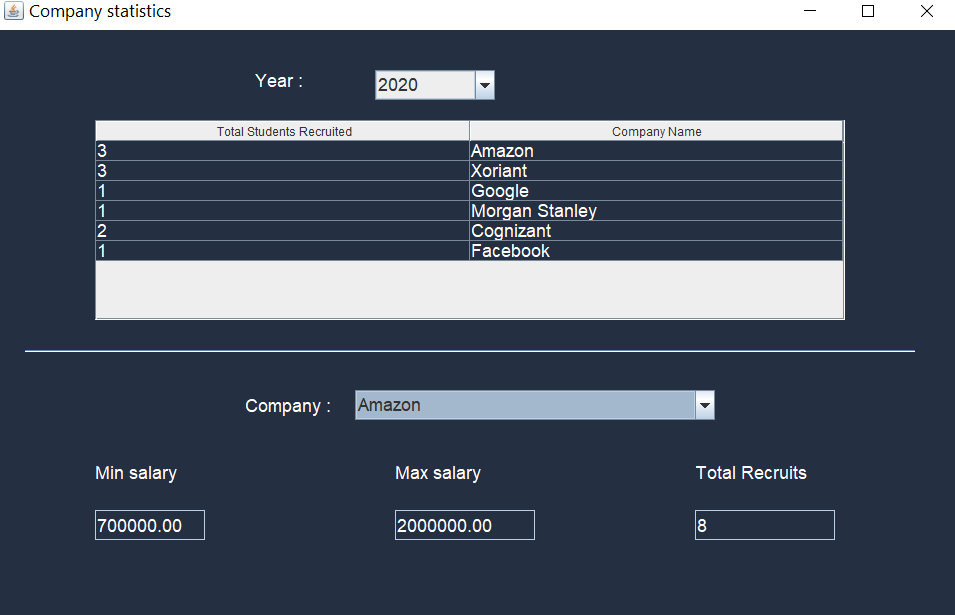 Company statistics
Year : 2020
Total Students Recruited Company Name
3 Amazon
3 Xoriant
1 Google
1 Morgan Stanley
2 Cognizant
1 Facebook
Company : Amazon
Min salary Max salary Total Recruits
700000.00 2000000.00 8